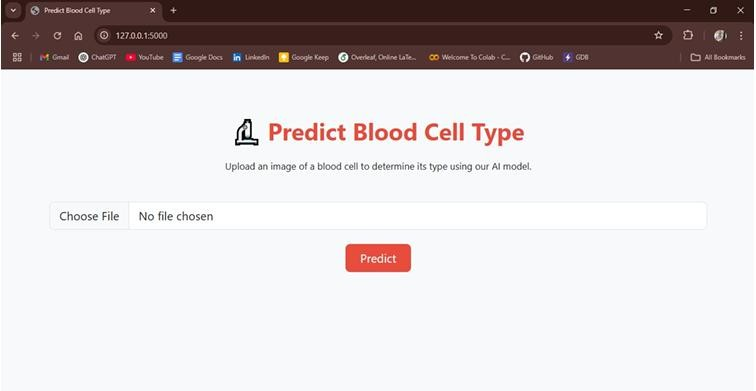 Predict Blood Cell Type
127.0.0.1:5000
Gmail ChatGPT YouTube Google Docs LinkedIn Google Keep Overleaf, Online LaTe... Welcome To Colab - C... GitHub GDB All Bookmarks
Predict Blood Cell Type
Upload an image of a blood cell to determine its type using our AI model.
Choose File No file chosen
Predict